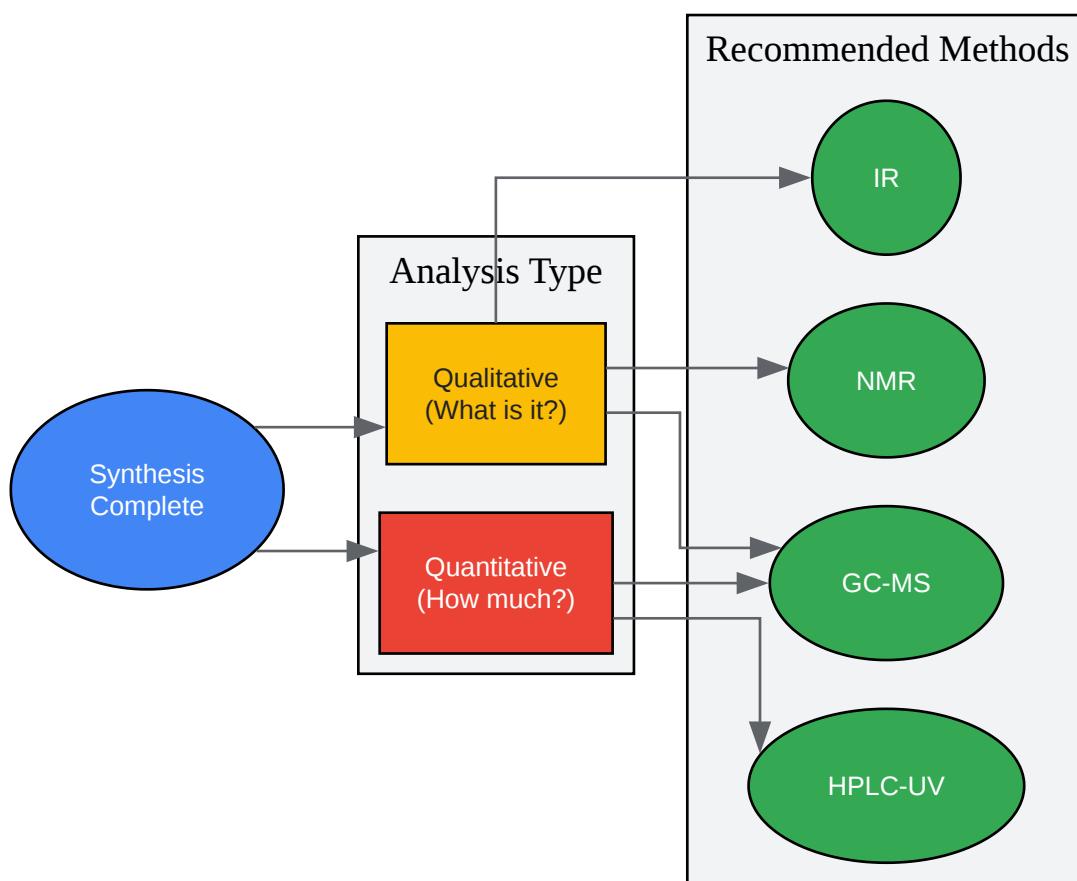 Recommended Methods
IR
Analysis Type
Qualitative
(What is it?)
NMR
Synthesis
Complete
Quantitative
(How much?)
GC-MS
HPLC-UV